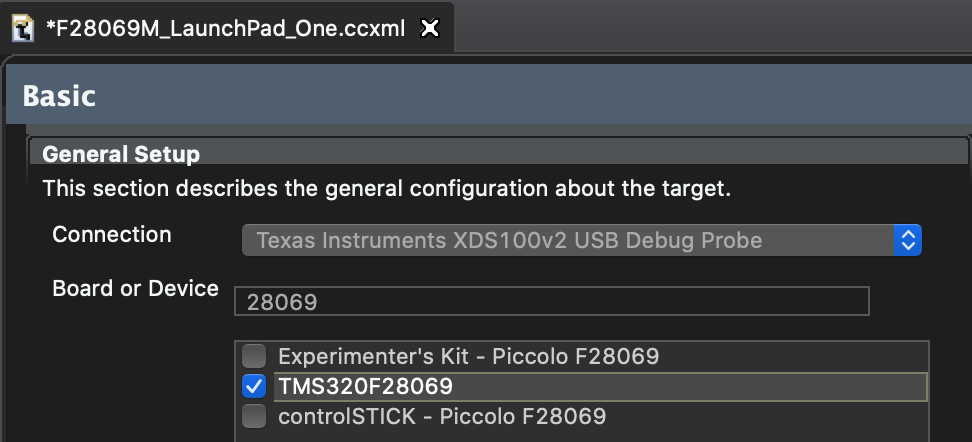 *F28069M_LaunchPad_One.ccxml
Basic
General Setup
This section describes the general configuration about the target.
Connection
Texas Instruments XDS100v2 USB Debug Probe
Board or Device
28069
Experimenter's Kit - Piccolo F28069
TMS320F28069
controlSTICK - Piccolo F28069